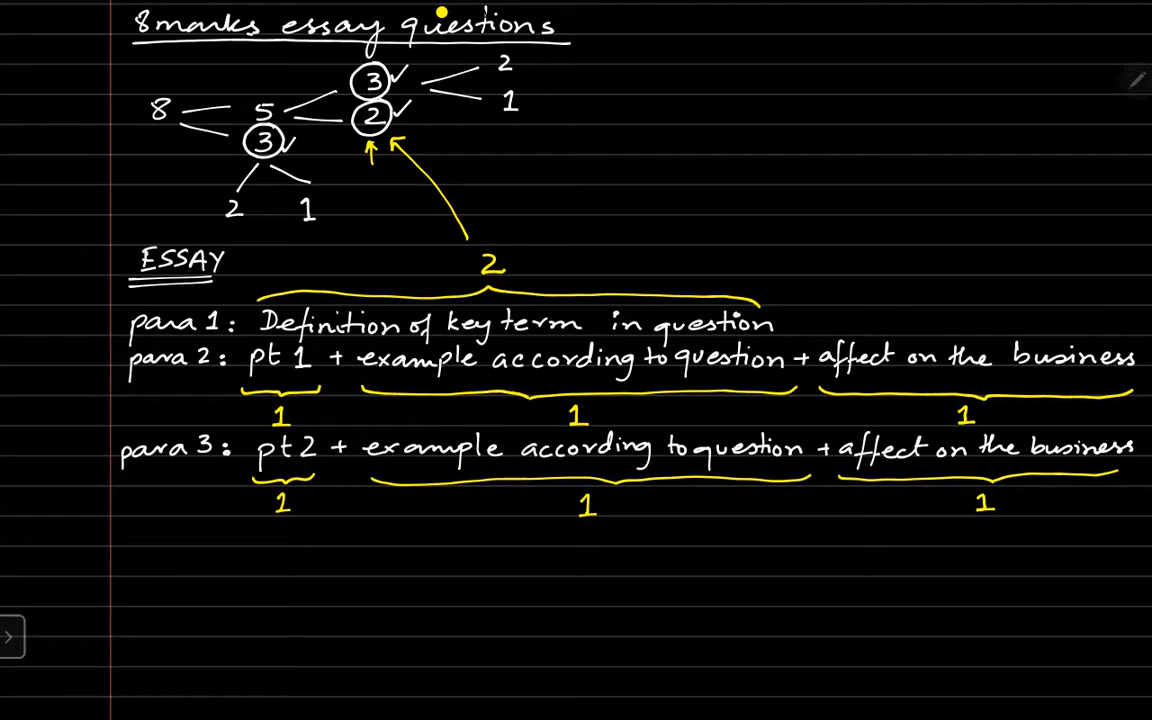 8 marks essay questions
3 2
8 5 2 1
3
2 1
ESSAY
2
para 1: Definition of key term in question
para 2: pt 1 + example according to question + affect on the business
1 1 1
para 3: pt 2 + example according to question + affect on the business
1 1 1